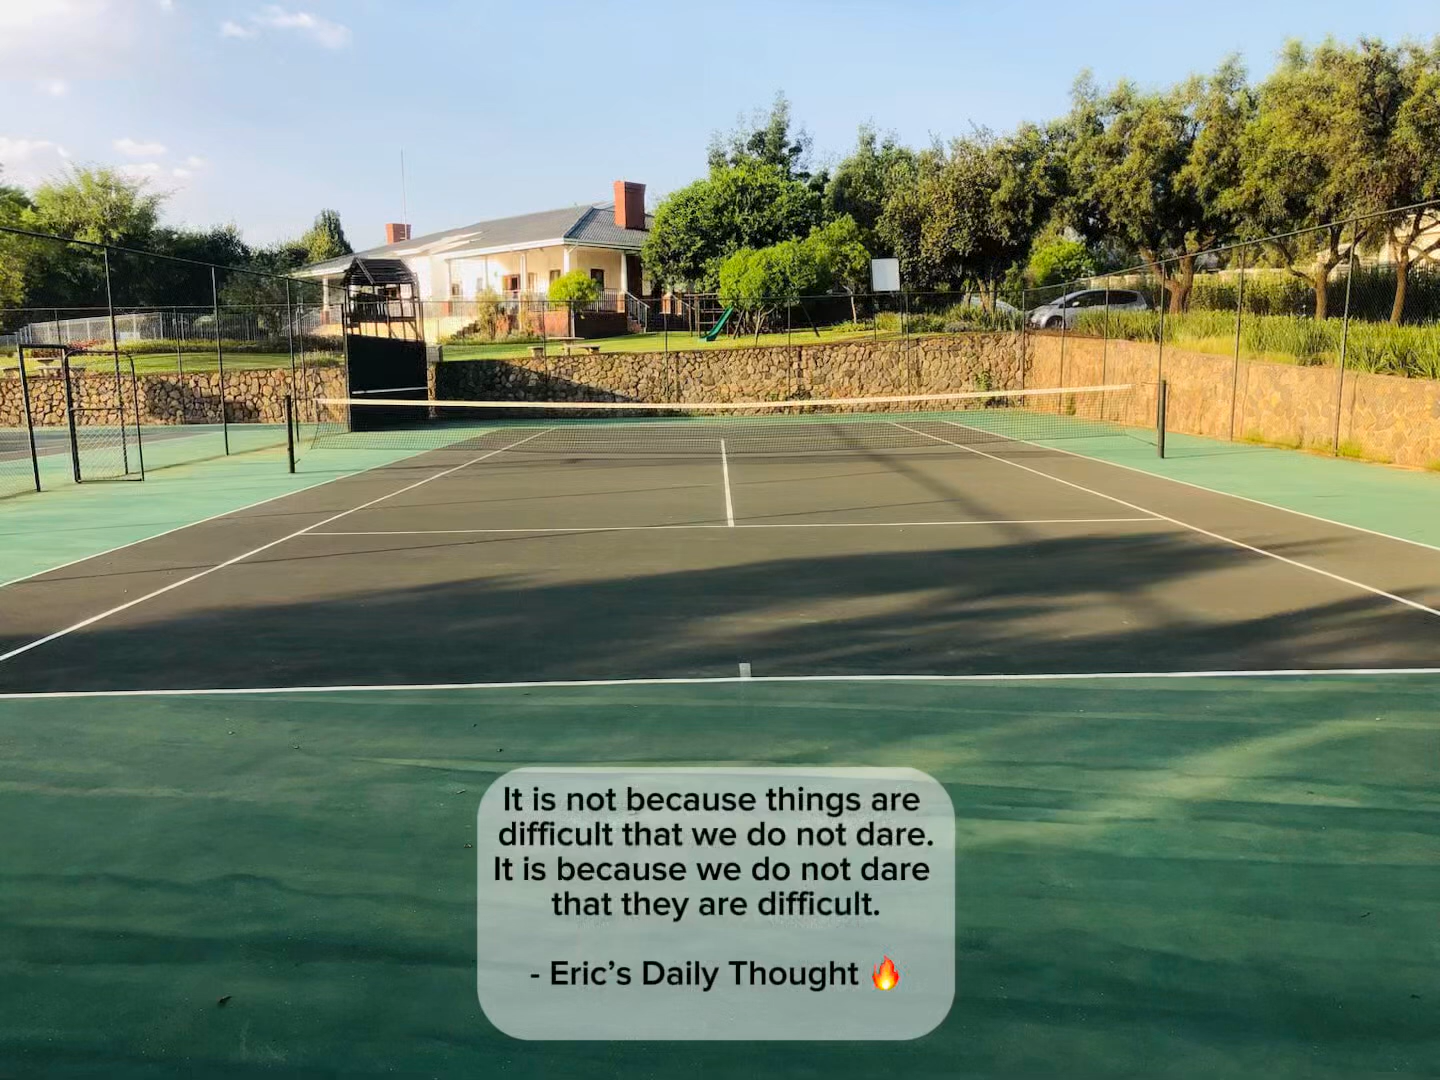 It is not because things are
difficult that we do not dare.
It is because we do not dare
that they are difficult.
- Eric’s Daily Thought 🔥